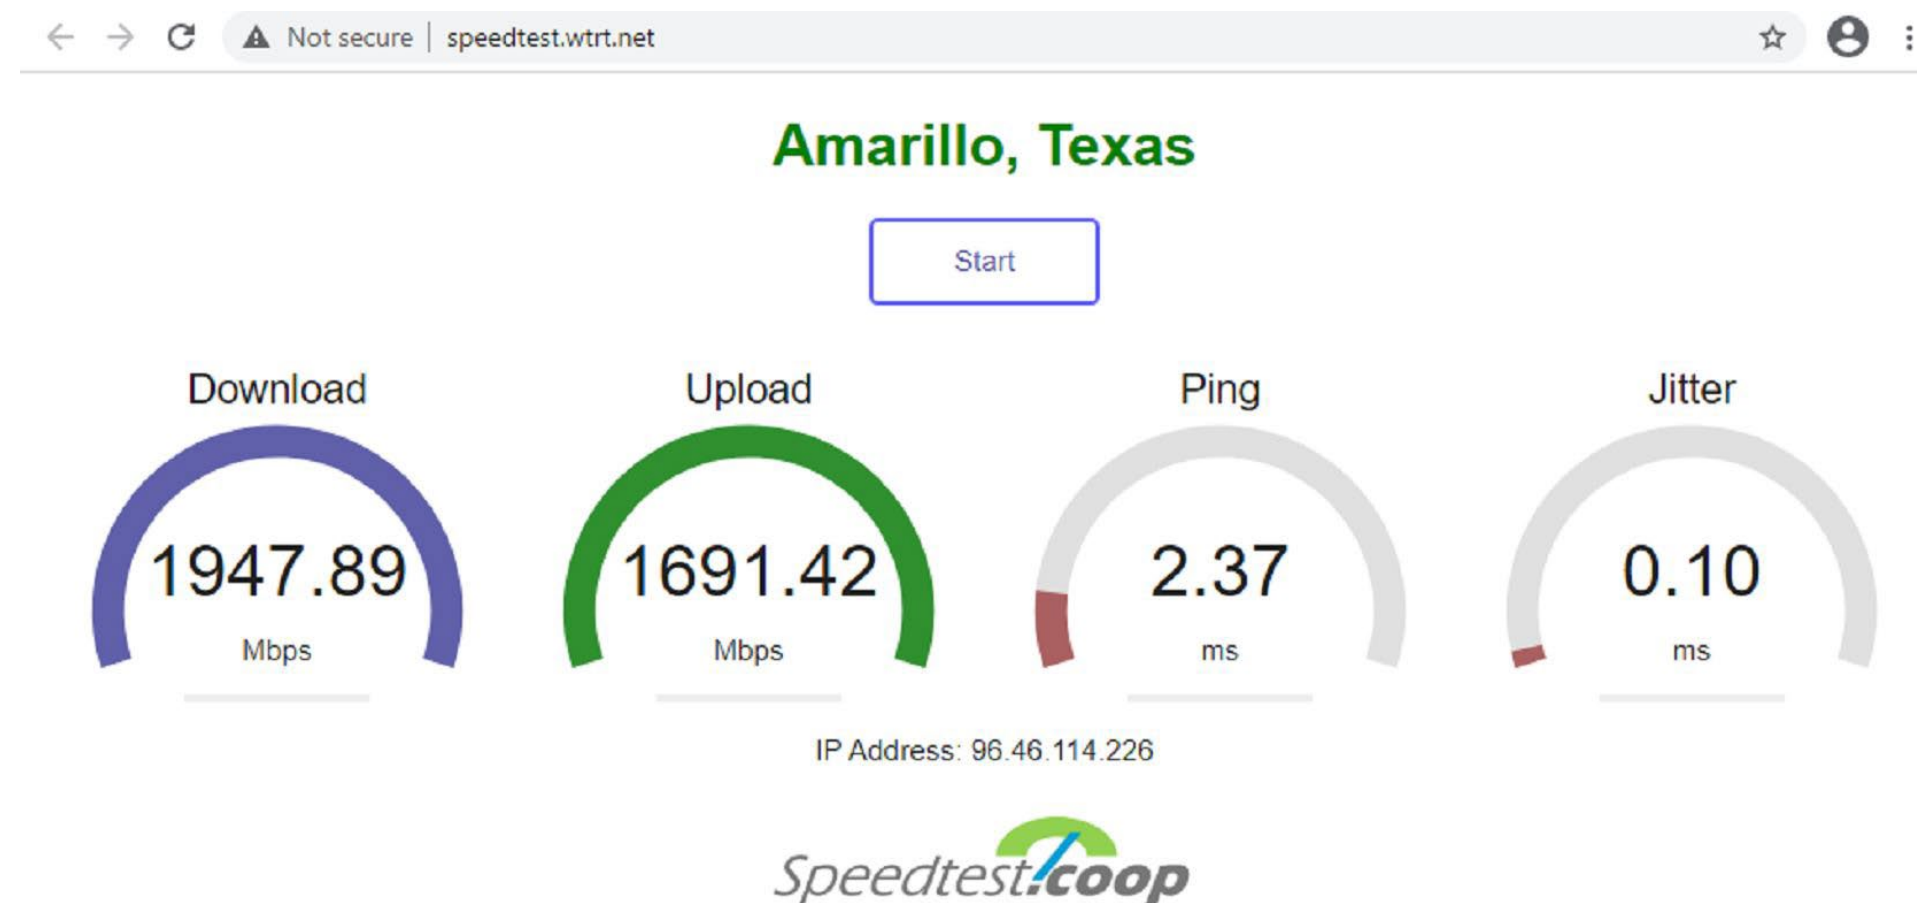 Not secure | speedtest.wtrt.net
Amarillo, Texas
Start
Download Upload Ping Jitter
1947.89 1691.42 2.37 0.10
Mbps Mbps ms ms
IP Address: 96.46.114.226
Speedtest.coop